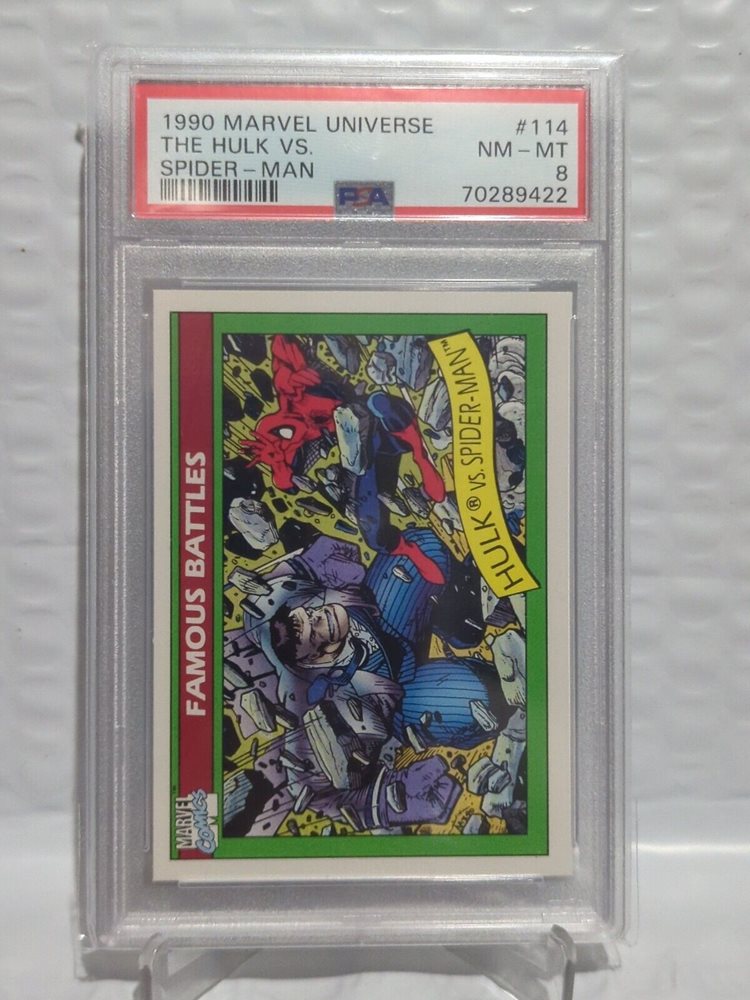 1990 MARVEL UNIVERSE #114
THE HULK VS. NM - MT
SPIDER - MAN 8
PSA 70289422
FAMOUS BATTLES
HULK® VS. SPIDER-MAN™
MARVEL™
COMICS